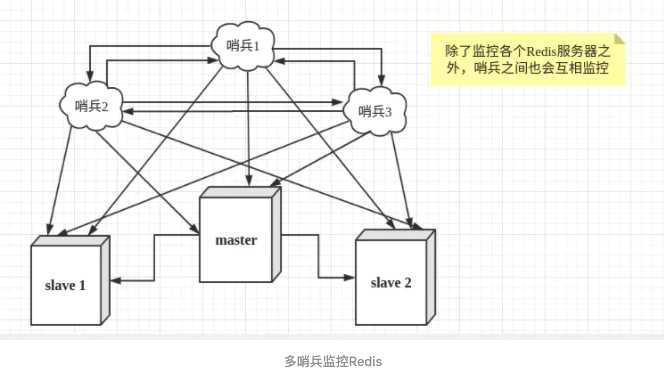 哨兵1
除了监控各个Redis服务器之
外，哨兵之间也会互相监控
哨兵2
哨兵3
master
slave 1
slave 2
多哨兵监控Redis